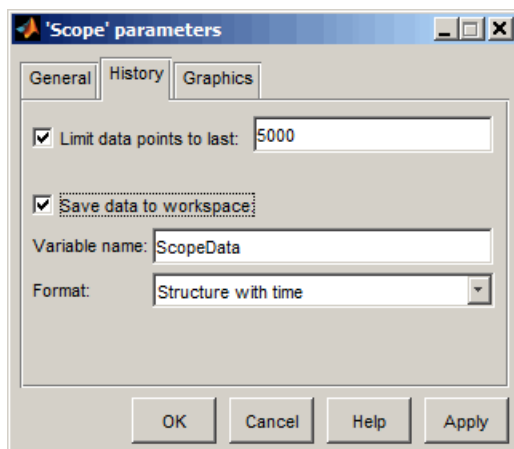 'Scope' parameters
General History Graphics
Limit data points to last: 5000
Save data to workspace
Variable name: ScopeData
Format: Structure with time
OK Cancel Help Apply